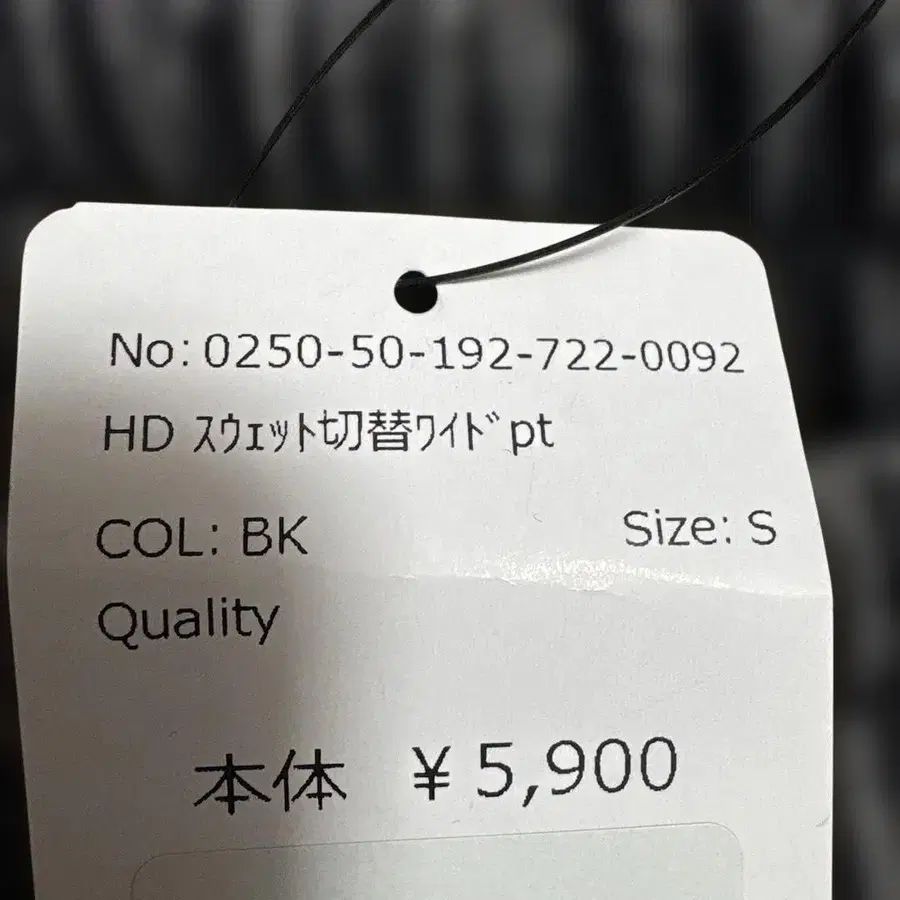 No: 0250-50-192-722-0092
HD ｽｳｪｯﾄ切替ﾜｲﾄﾞpt
COL: BK Size: S
Quality
本体 ¥5,900